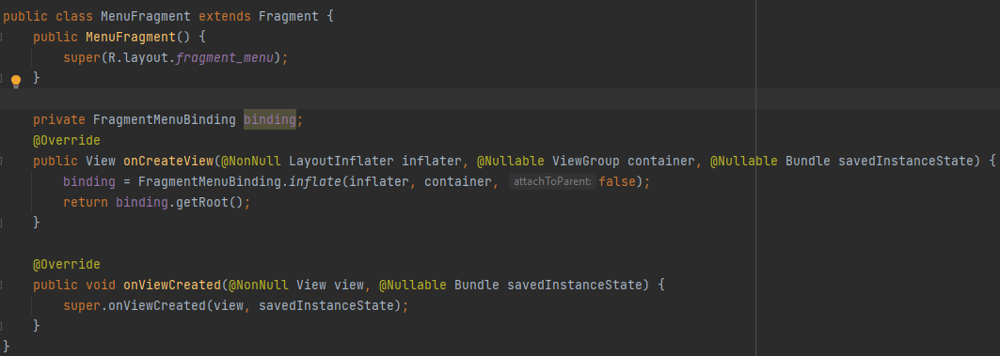 public class MenuFragment extends Fragment {
    public MenuFragment() {
        super(R.layout.fragment_menu);
    }

    private FragmentMenuBinding binding;
    @Override
    public View onCreateView(@NonNull LayoutInflater inflater, @Nullable ViewGroup container, @Nullable Bundle savedInstanceState) {
        binding = FragmentMenuBinding.inflate(inflater, container, attachToParent: false);
        return binding.getRoot();
    }

    @Override
    public void onViewCreated(@NonNull View view, @Nullable Bundle savedInstanceState) {
        super.onViewCreated(view, savedInstanceState);
    }
}